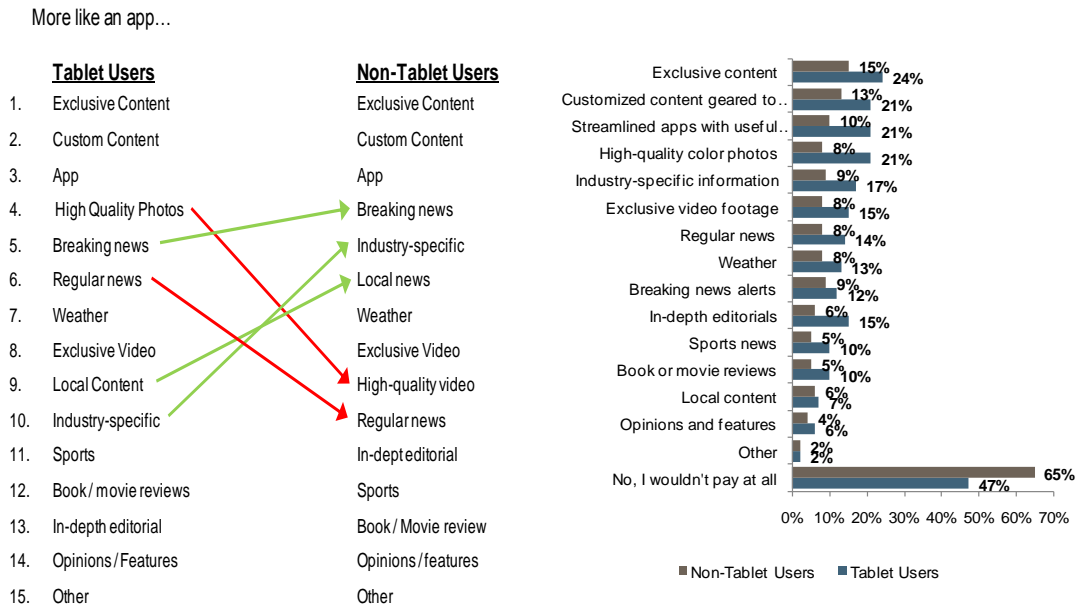 More like an app…
Tablet Users Non-Tablet Users
1. Exclusive Content Exclusive Content
2. Custom Content Custom Content
3. App App
4. High Quality Photos Breaking news
5. Breaking news Industry-specific
6. Regular news Local news
7. Weather Weather
8. Exclusive Video Exclusive Video
9. Local Content High-quality video
10. Industry-specific Regular news
11. Sports In-dept editorial
12. Book / movie reviews Sports
13. In-depth editorial Book / Movie review
14. Opinions / Features Opinions / features
15. Other Other
Exclusive content 15% 24%
Customized content geared to.. 13% 21%
Streamlined apps with useful.. 10% 21%
High-quality color photos 8% 21%
Industry-specific information 9% 17%
Exclusive video footage 8% 15%
Regular news 8% 14%
Weather 8% 13%
Breaking news alerts 9% 12%
In-depth editorials 6% 15%
Sports news 5% 10%
Book or movie reviews 5% 10%
Local content 6% 7%
Opinions and features 4% 6%
Other 2% 2%
No, I wouldn't pay at all 65% 47%
0% 10% 20% 30% 40% 50% 60% 70%
Non-Tablet Users Tablet Users